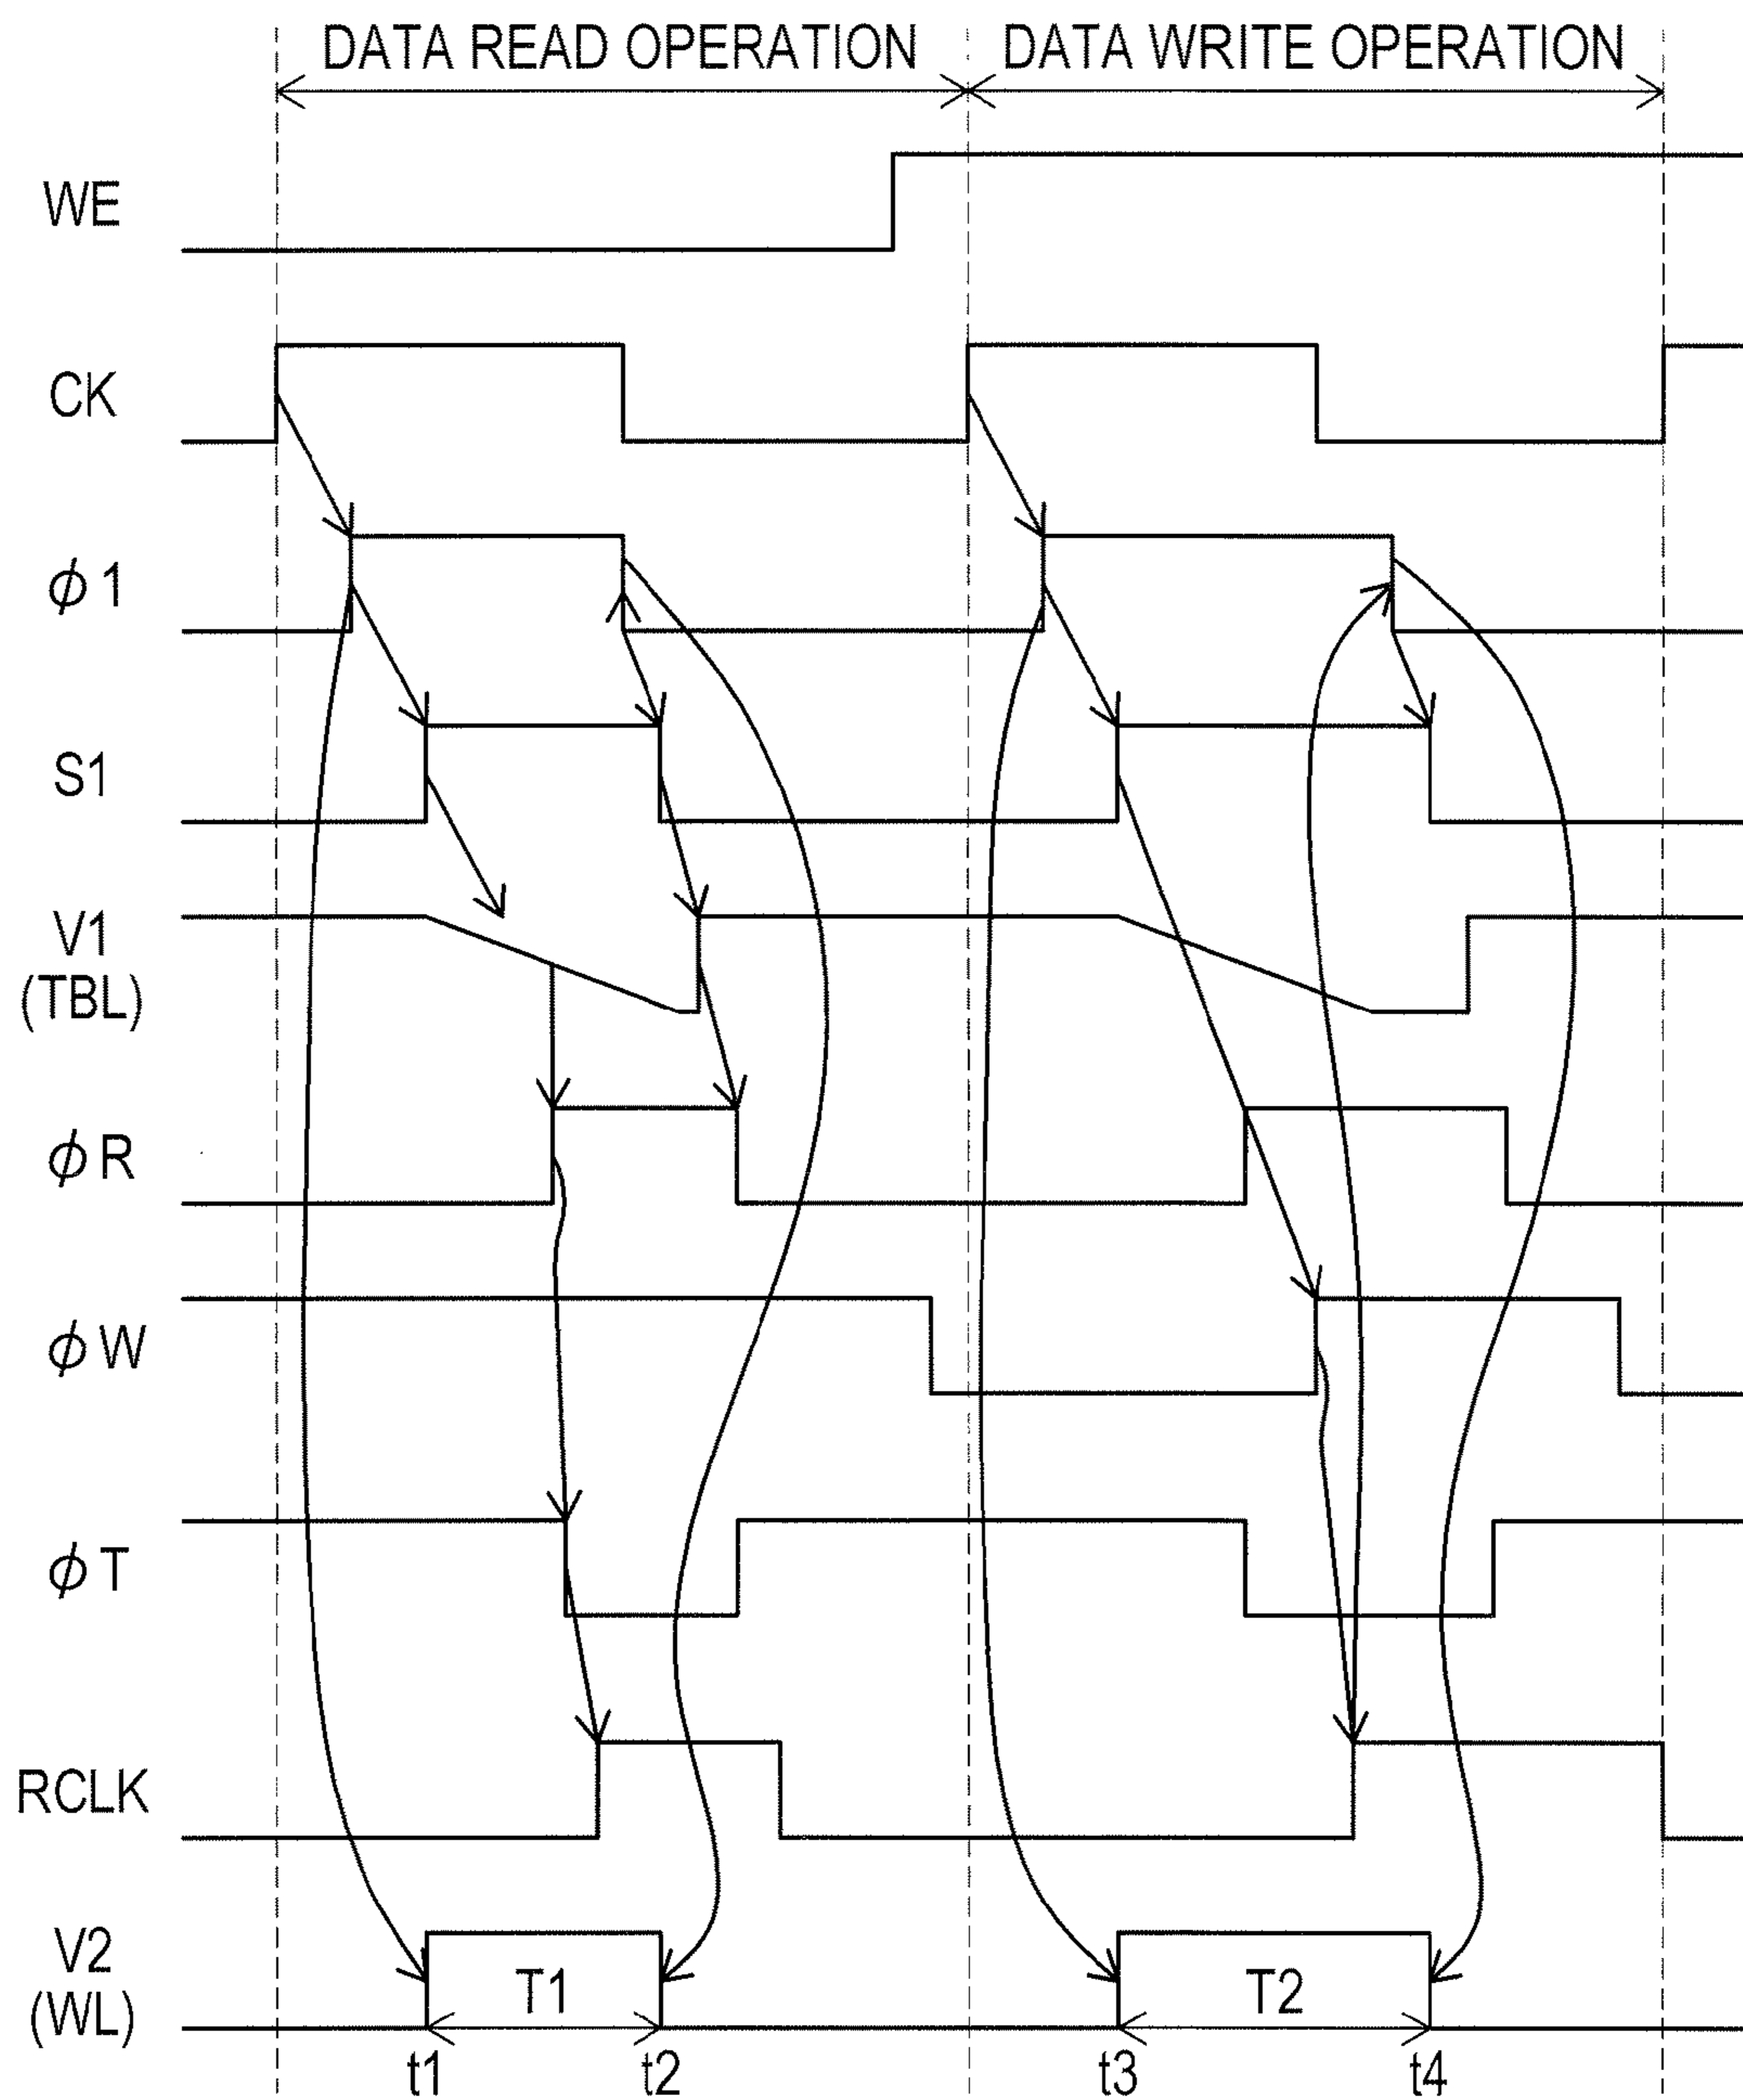 DATA READ OPERATION DATA WRITE OPERATION
WE
CK
ϕ1
S1
V1
(TBL)
ϕR
ϕW
ϕT
RCLK
V2
(WL)
T1 T2
t1 t2 t3 t4